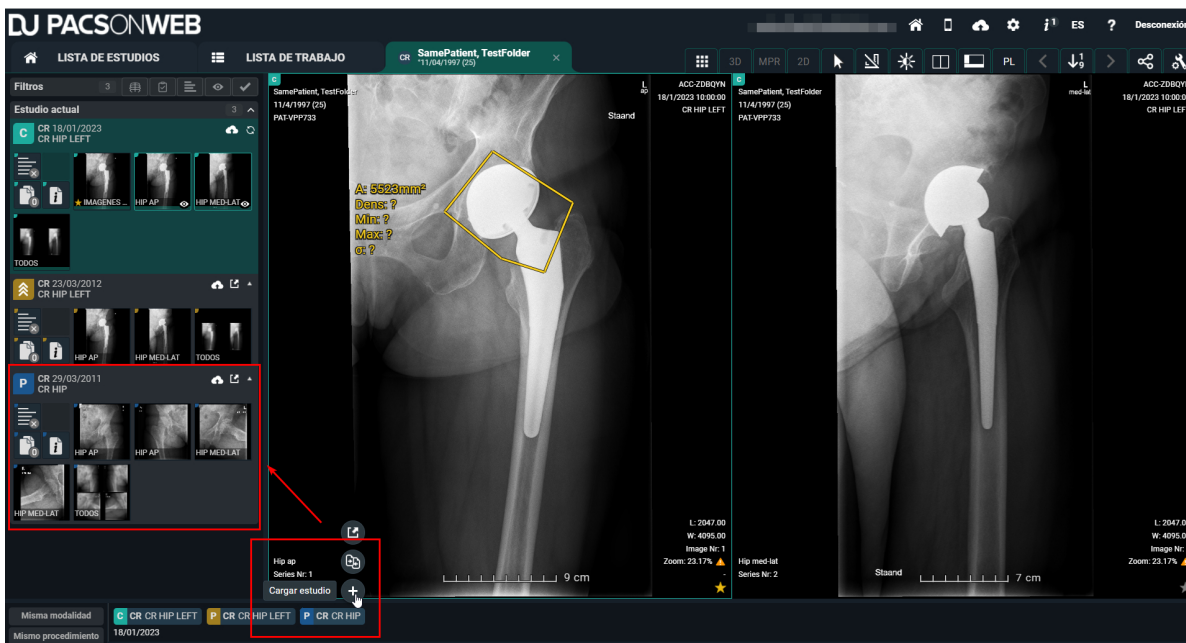 DJ PACSONWEB
ES
?
Desconexión
LISTA DE ESTUDIOS
LISTA DE TRABAJO
CR SamePatient, TestFolder
°11/04/1997 (25)
3D
MPR
2D
PL
Filtros 3
Estudio actual 3
C CR 18/01/2023
CR HIP LEFT
IMAGENES ...
HIP AP
HIP MED-LAT
TODOS
CR 23/03/2012
CR HIP LEFT
HIP AP
HIP MED-LAT
TODOS
P CR 29/03/2011
CR HIP
HIP AP
HIP AP
HIP MED-LAT
HIP MED-LAT
TODOS
C
SamePatient, TestFolder
11/4/1997 (25)
PAT-VPP733
L
ap
ACC-ZDBQYN
18/1/2023 10:00:00
CR HIP LEFT
Staand
A: 5523mm²
Dens: ?
Min: ?
Max: ?
σ: ?
Hip ap
Series Nr: 1
9 cm
L: 2047.00
W: 4095.00
Image Nr: 1
Zoom: 23.17%
C
SamePatient, TestFolder
11/4/1997 (25)
PAT-VPP733
L
med-lat
ACC-ZDBQYN
18/1/2023 10:00:0
CR HIP LEFT
Hip med-lat
Series Nr: 2
Staand
7 cm
L: 2047.0
W: 4095.0
Image Nr:
Zoom: 23.17%
Cargar estudio
Misma modalidad
Mismo procedimiento
C CR CR HIP LEFT
P CR CR HIP LEFT
P CR CR HIP
18/01/2023